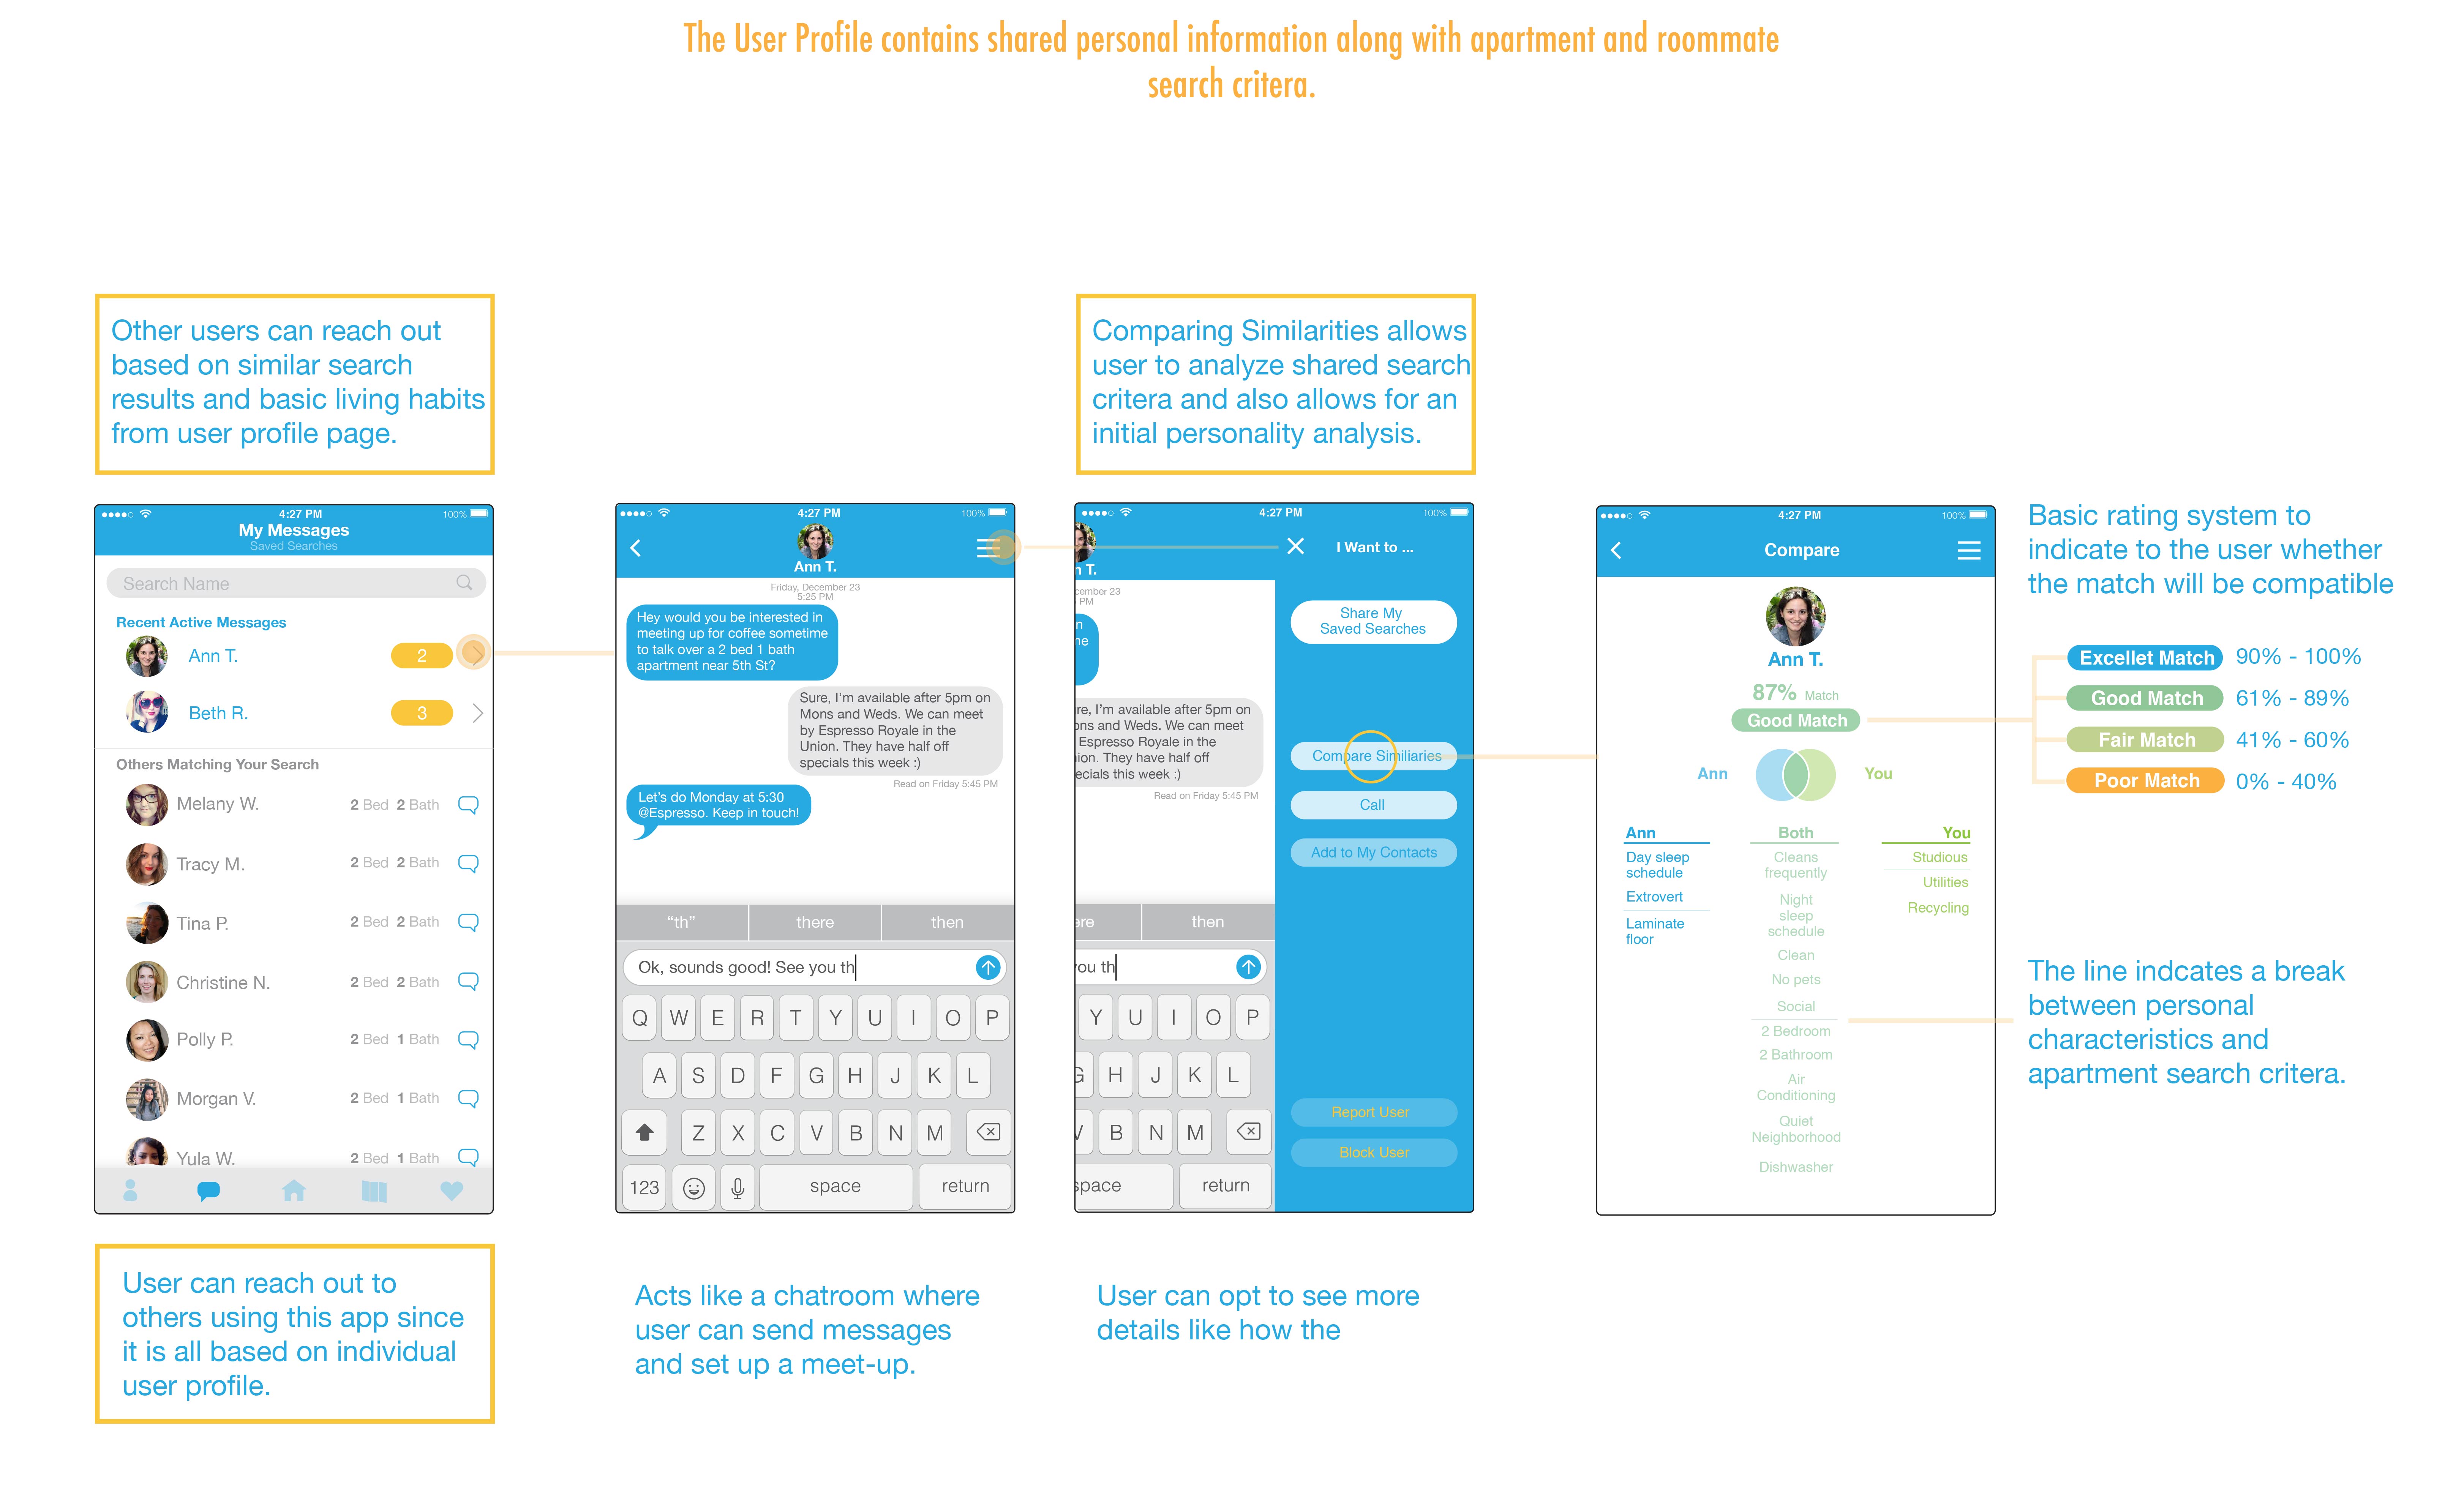 The User Profile contains shared personal information along with apartment and roommate
search critera.
Other users can reach out
based on similar search
results and basic living habits
from user profile page.
Comparing Similarities allows
user to analyze shared search
critera and also allows for an
initial personality analysis.
4:27 PM
100%
My Messages
Saved Searches
Search Name
Recent Active Messages
Ann T.
2
Beth R.
3
Others Matching Your Search
Melany W. 2 Bed 2 Bath
Tracy M. 2 Bed 2 Bath
Tina P. 2 Bed 2 Bath
Christine N. 2 Bed 2 Bath
Polly P. 2 Bed 1 Bath
Morgan V. 2 Bed 1 Bath
Yula W. 2 Bed 1 Bath
User can reach out to
others using this app since
it is all based on individual
user profile.
4:27 PM
100%
Ann T.
Friday, December 23
5:25 PM
Hey would you be interested in
meeting up for coffee sometime
to talk over a 2 bed 1 bath
apartment near 5th St?
Sure, I'm available after 5pm on
Mons and Weds. We can meet
by Espresso Royale in the
Union. They have half off
specials this week :)
Read on Friday 5:45 PM
Let's do Monday at 5:30
@Espresso. Keep in touch!
"th" there then
Ok, sounds good! See you th
Q W E R T Y U I O P
A S D F G H J K L
Z X C V B N M
123 space return
Acts like a chatroom where
user can send messages
and set up a meet-up.
4:27 PM
100%
n T.
cember 23
PM
n
ne
re, I'm available after 5pm on
ons and Weds. We can meet
Espresso Royale in the
ion. They have half off
ecials this week :)
Read on Friday 5:45 PM
ere then
ou th
Y U I O P
G H J K L
V B N M
space return
I Want to ...
Share My
Saved Searches
Compare Similiaries
Call
Add to My Contacts
Report User
Block User
User can opt to see more
details like how the
4:27 PM
100%
Compare
Ann T.
87% Match
Good Match
Ann You
Ann
Day sleep
schedule
Extrovert
Laminate
floor
Both
Cleans
frequently
Night
sleep
schedule
Clean
No pets
Social
2 Bedroom
2 Bathroom
Air
Conditioning
Quiet
Neighborhood
Dishwasher
You
Studious
Utilities
Recycling
Basic rating system to
indicate to the user whether
the match will be compatible
Excellet Match 90% - 100%
Good Match 61% - 89%
Fair Match 41% - 60%
Poor Match 0% - 40%
The line indcates a break
between personal
characteristics and
apartment search critera.